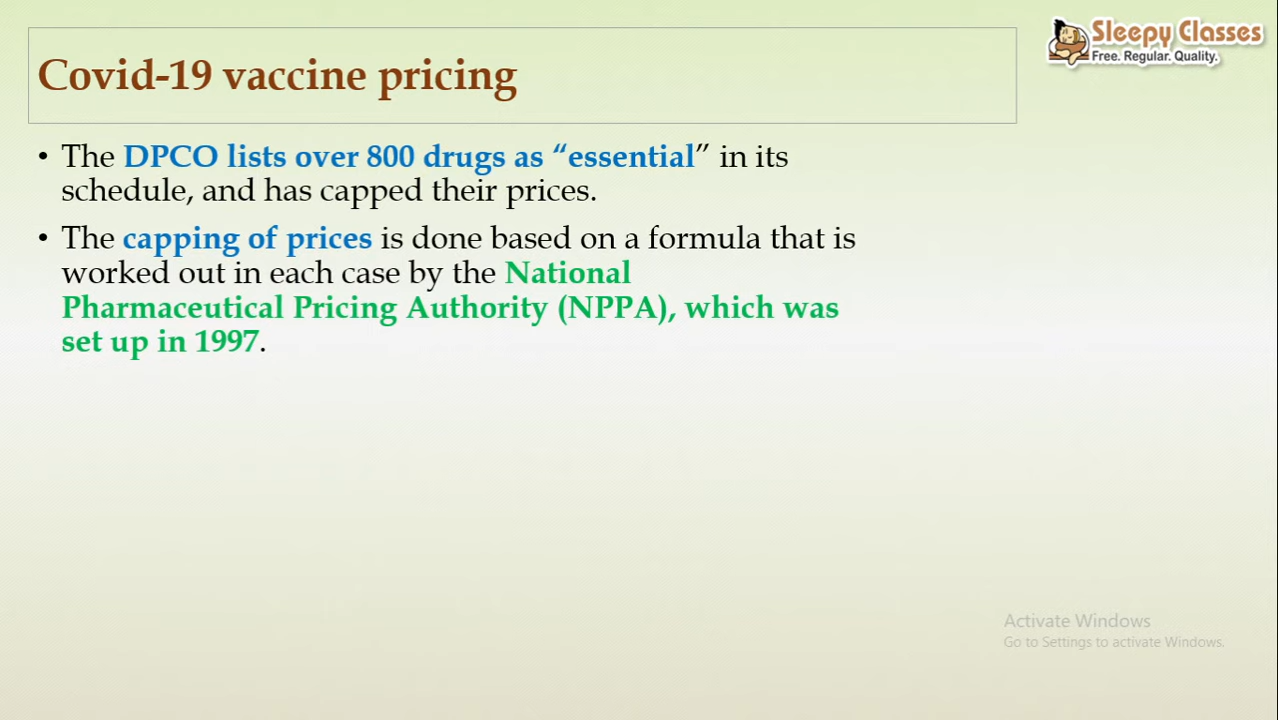 Sleepy Classes
Free. Regular. Quality.
Covid-19 vaccine pricing
• The DPCO lists over 800 drugs as “essential” in its
schedule, and has capped their prices.
• The capping of prices is done based on a formula that is
worked out in each case by the National
Pharmaceutical Pricing Authority (NPPA), which was
set up in 1997.
Activate Windows
Go to Settings to activate Windows.